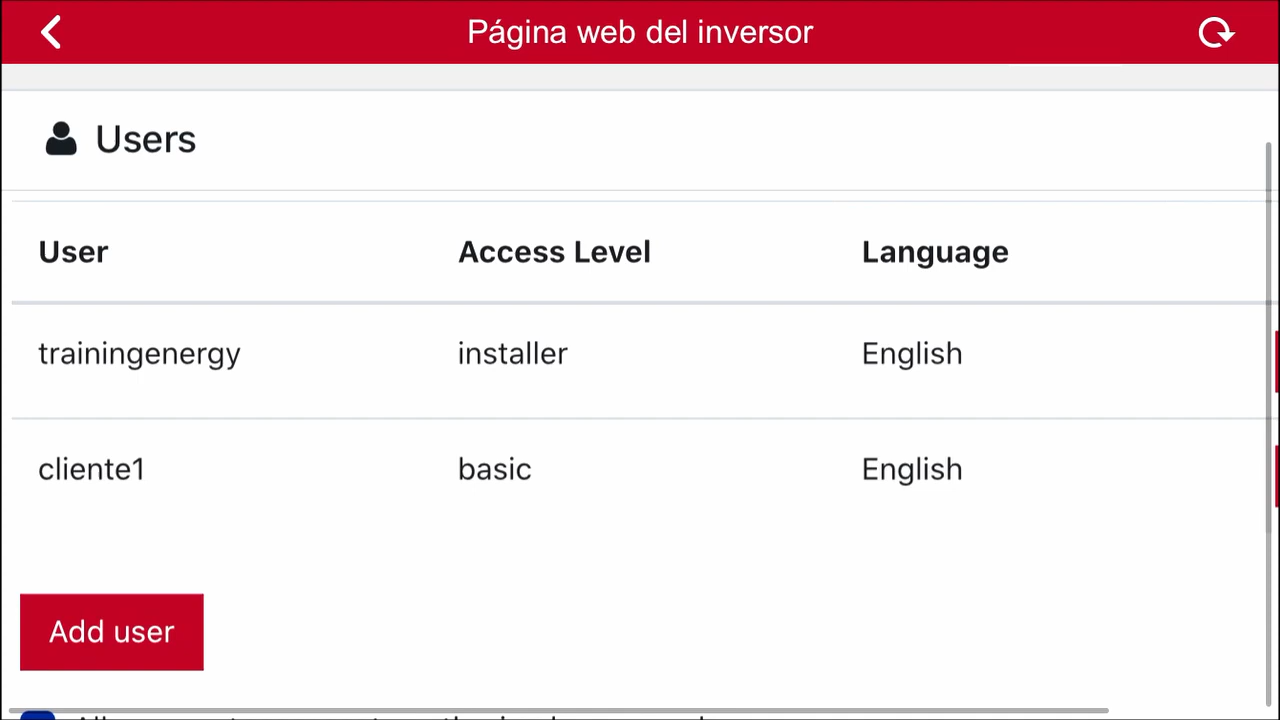 Página web del inversor
Users
User Access Level Language
trainingenergy installer English
cliente1 basic English
Add user